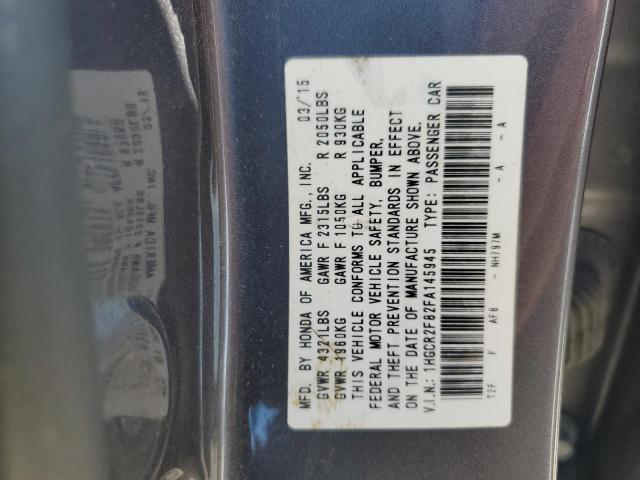 MFD. BY HONDA OF AMERICA MFG., INC. 03/'15
GVWR 4321LBS GAWR F 2315LBS R 2050LBS
GVWR 1960KG GAWR F 1050KG R 930KG
THIS VEHICLE CONFORMS TO ALL APPLICABLE
FEDERAL MOTOR VEHICLE SAFETY, BUMPER,
AND THEFT PREVENTION STANDARDS IN EFFECT
ON THE DATE OF MANUFACTURE SHOWN ABOVE.
V.I.N.: 1HGCR2F82FA145945 TYPE: PASSENGER CAR
T2F F AF8 - NH797M - A - A